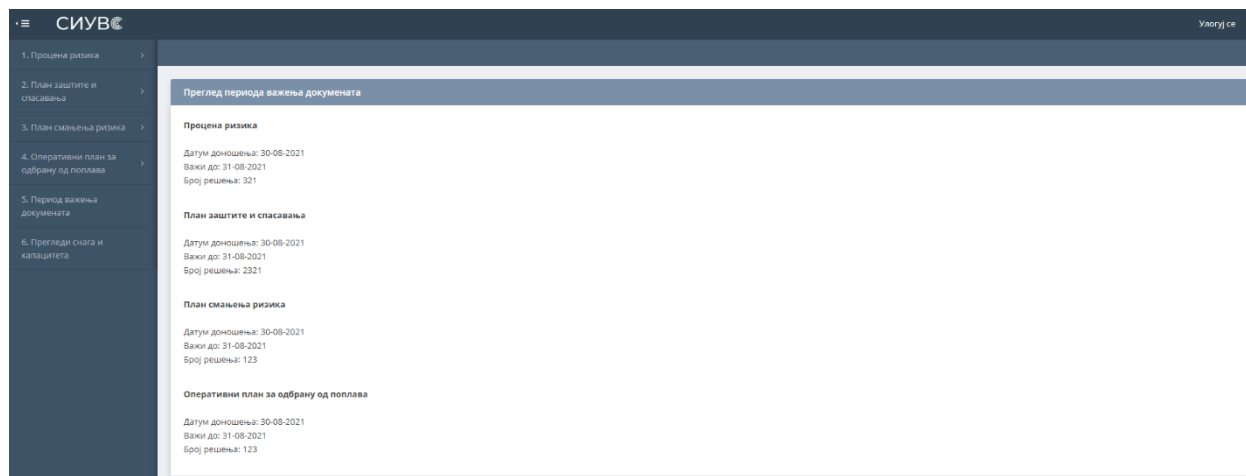 СИУВС
Улогуј се
1. Процена ризика
2. План заштите и
спасавања
3. План смањења ризика
4. Оперативни план за
одбрану од поплава
5. Период важења
документа
6. Прегледи снага и
капацитета
Преглед периода важења докумената
Процена ризика
Датум доношења: 30-08-2021
Важи до: 31-08-2021
Број решења: 321
План заштите и спасавања
Датум доношења: 30-08-2021
Важи до: 31-08-2021
Број решења: 2321
План смањења ризика
Датум доношења: 30-08-2021
Важи до: 31-08-2021
Број решења: 123
Оперативни план за одбрану од поплава
Датум доношења: 30-08-2021
Важи до: 31-08-2021
Број решења: 123